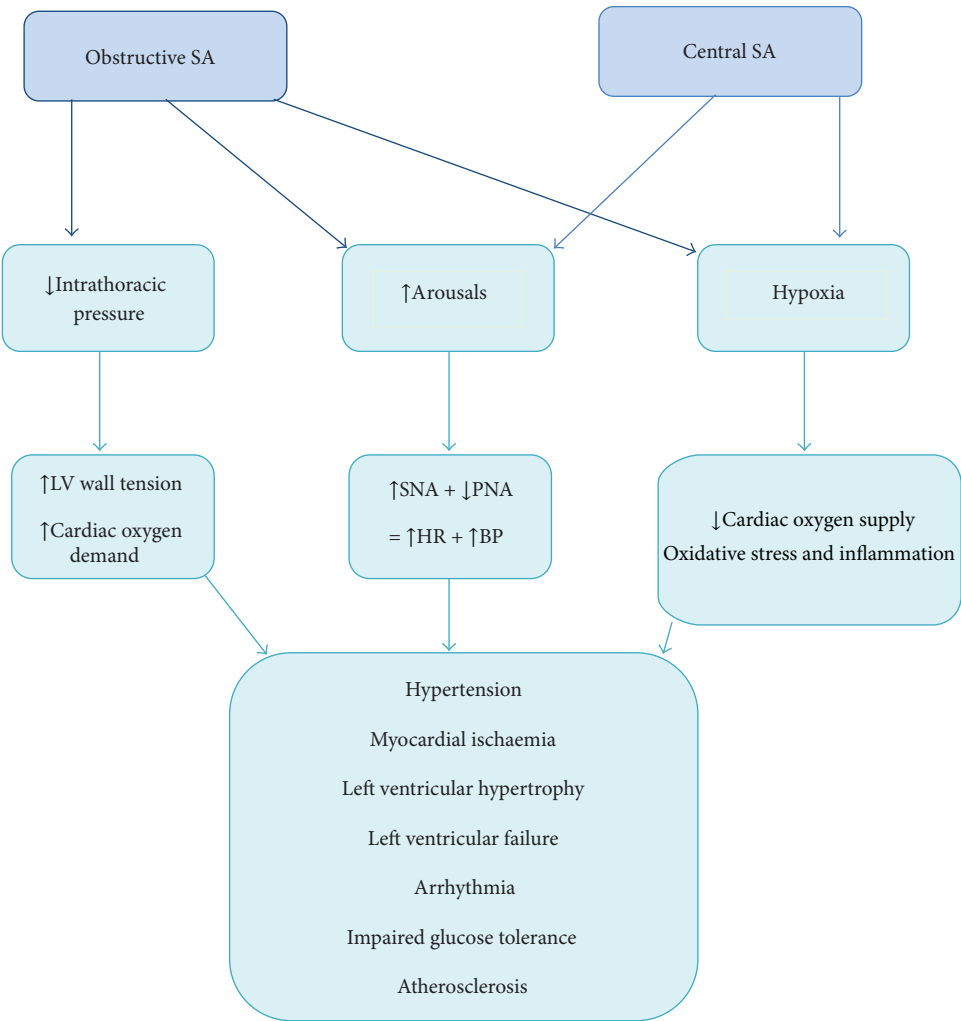 Obstructive SA
Central SA
↓Intrathoracic
pressure
↑Arousals
Hypoxia
↑LV wall tension
↑Cardiac oxygen
demand
↑SNA + ↓PNA
= ↑HR + ↑BP
↓Cardiac oxygen supply
Oxidative stress and inflammation
Hypertension
Myocardial ischaemia
Left ventricular hypertrophy
Left ventricular failure
Arrhythmia
Impaired glucose tolerance
Atherosclerosis